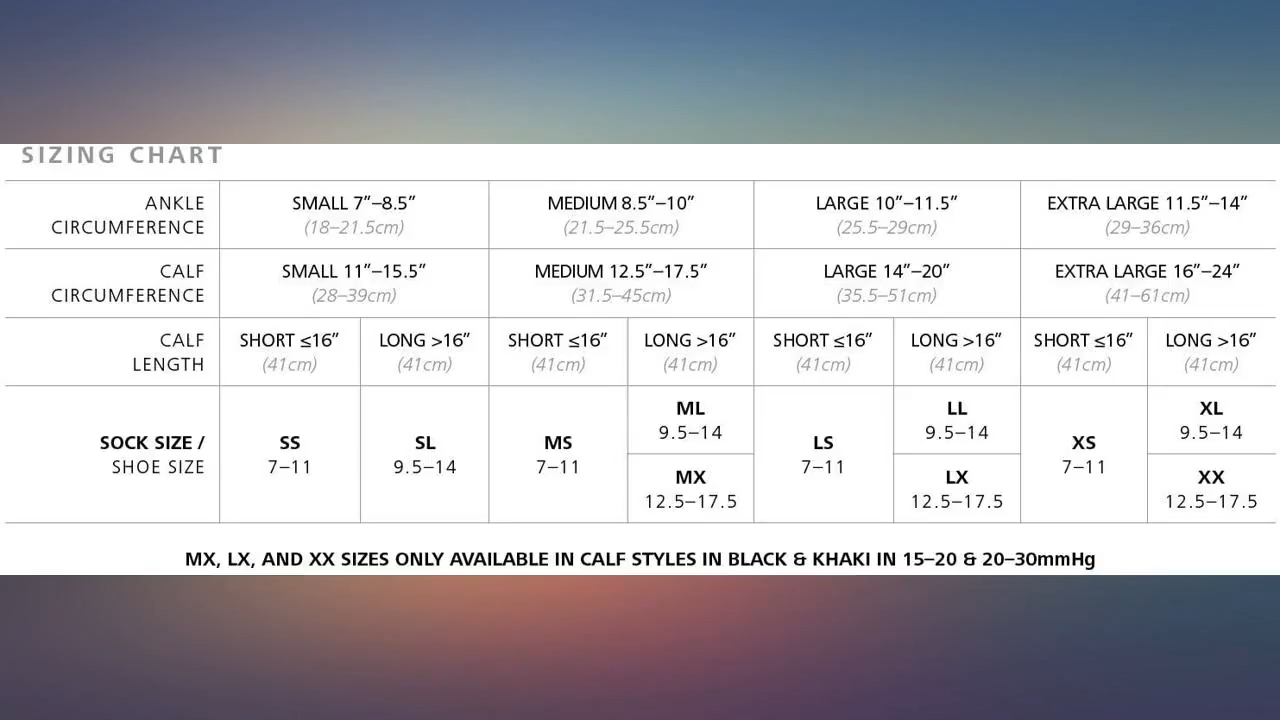 SIZING CHART
ANKLE CIRCUMFERENCE
SMALL 7”–8.5”
(18–21.5cm)
MEDIUM 8.5”–10”
(21.5–25.5cm)
LARGE 10”–11.5”
(25.5–29cm)
EXTRA LARGE 11.5”–14”
(29–36cm)
CALF CIRCUMFERENCE
SMALL 11”–15.5”
(28–39cm)
MEDIUM 12.5”–17.5”
(31.5–45cm)
LARGE 14”–20”
(35.5–51cm)
EXTRA LARGE 16”–24”
(41–61cm)
CALF LENGTH
SHORT ≤16”
(41cm)
LONG >16”
(41cm)
SHORT ≤16”
(41cm)
LONG >16”
(41cm)
SHORT ≤16”
(41cm)
LONG >16”
(41cm)
SHORT ≤16”
(41cm)
LONG >16”
(41cm)
SOCK SIZE /
SHOE SIZE
SS
7–11
SL
9.5–14
MS
7–11
ML
9.5–14
MX
12.5–17.5
LS
7–11
LL
9.5–14
LX
12.5–17.5
XS
7–11
XL
9.5–14
XX
12.5–17.5
MX, LX, AND XX SIZES ONLY AVAILABLE IN CALF STYLES IN BLACK & KHAKI IN 15–20 & 20–30mmHg